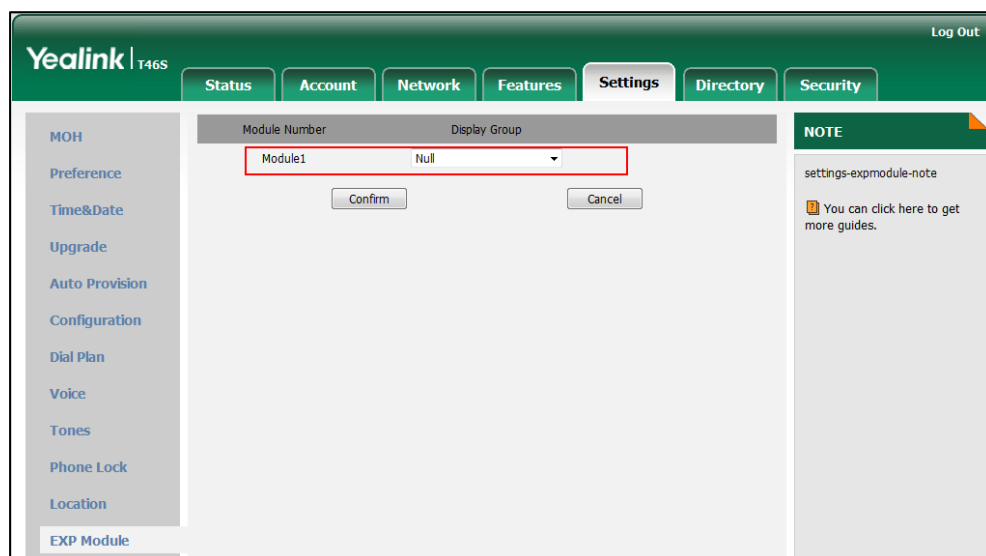 Log Out
Yealink | T46S
Status Account Network Features Settings Directory Security
MOH
Preference
Time&Date
Upgrade
Auto Provision
Configuration
Dial Plan
Voice
Tones
Phone Lock
Location
EXP Module
Module Number Display Group
Module1 Null
Confirm Cancel
NOTE
settings-expmodule-note
? You can click here to get
more guides.